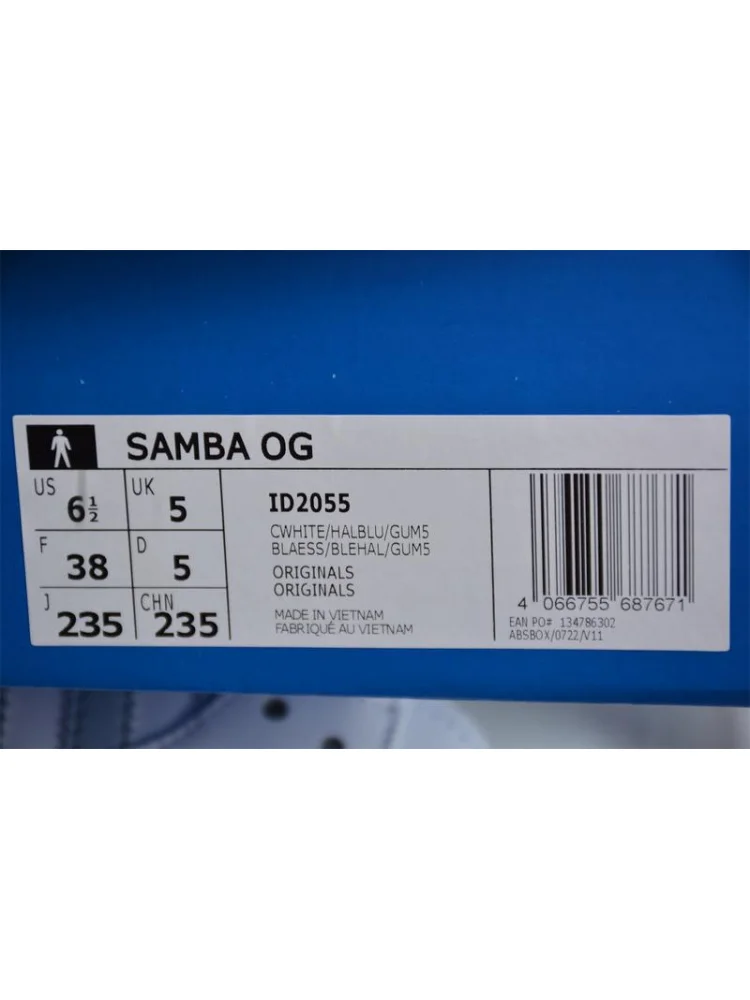 SAMBA OG
US 6½ UK 5
F 38 D 5
J 235 CHN 235
ID2055
CWHITE/HALBLU/GUM5
BLAESS/BLEHAL/GUM5
ORIGINALS
ORIGINALS
MADE IN VIETNAM
FABRIQUÉ AU VIETNAM
4 066755 687671
EAN PO# 134786302
ABSBOX/0722/V11